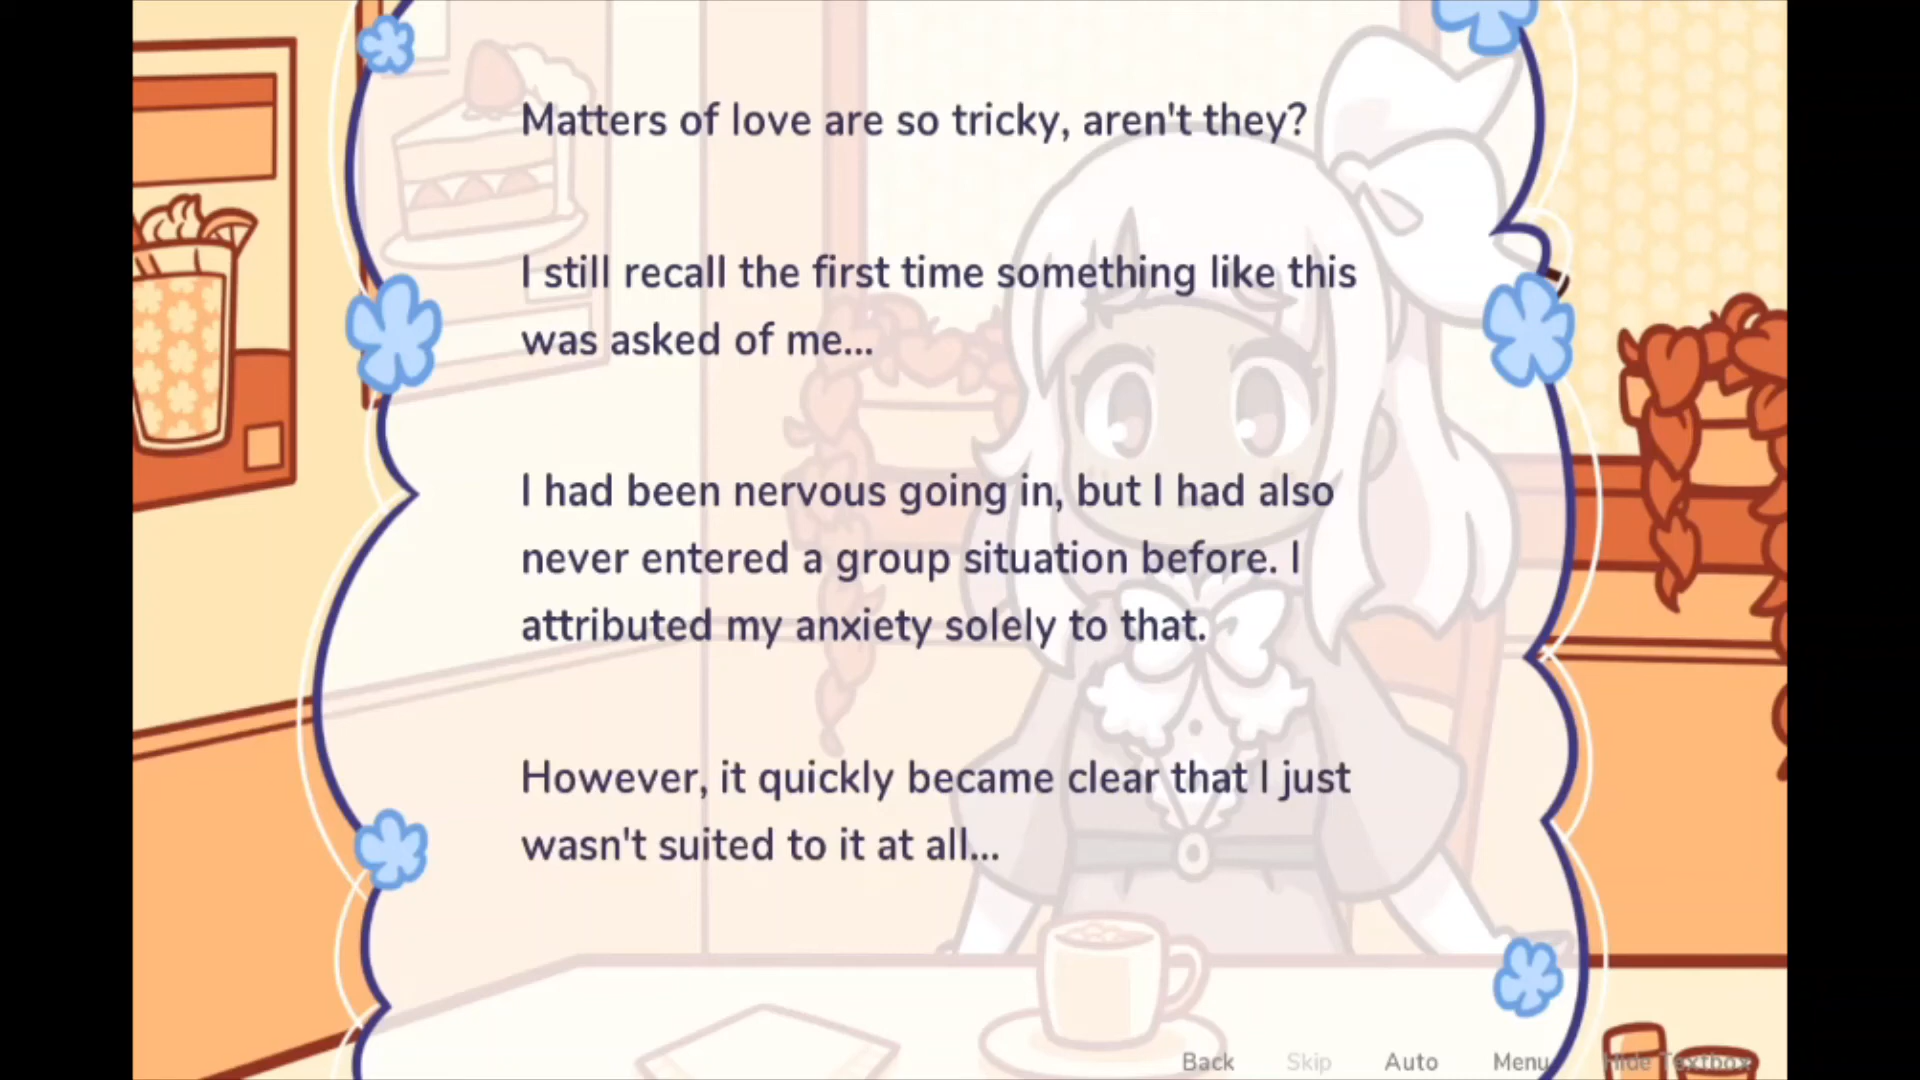 Matters of love are so tricky, aren't they?
I still recall the first time something like this
was asked of me...
I had been nervous going in, but I had also
never entered a group situation before. I
attributed my anxiety solely to that.
However, it quickly became clear that I just
wasn't suited to it at all...
Back Skip Auto Menu Hide Textbox